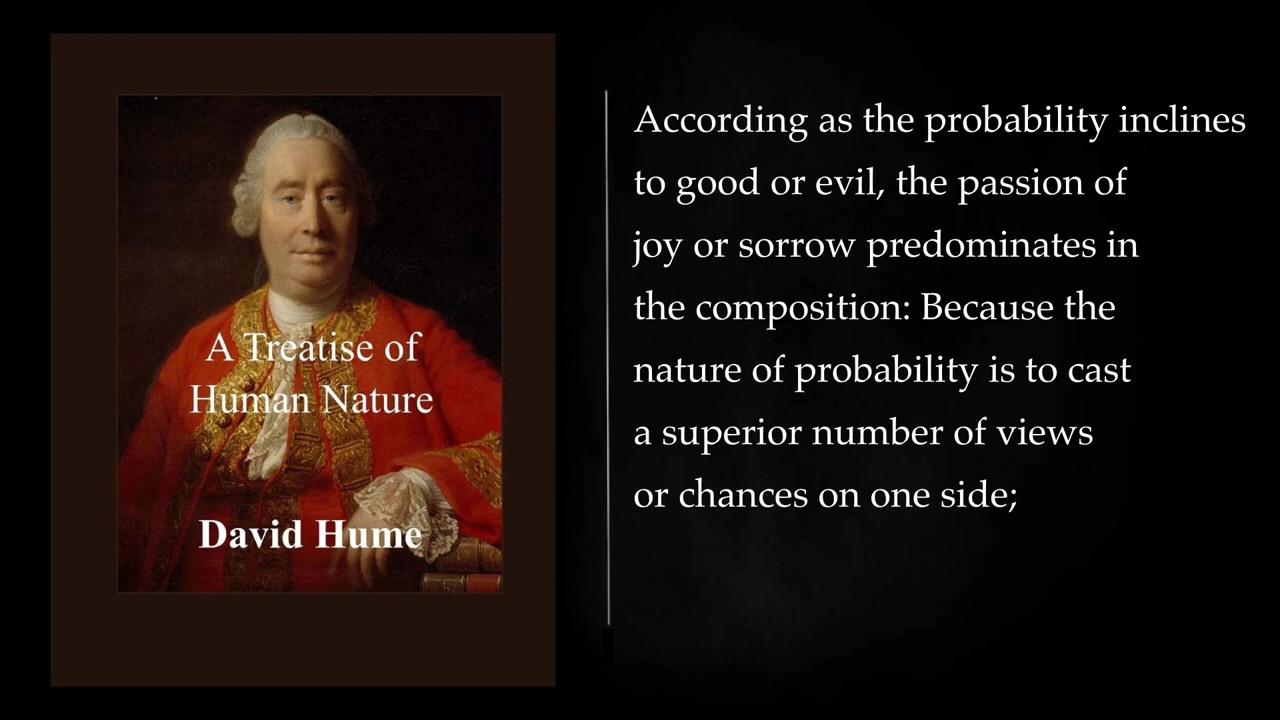 A Treatise of
Human Nature
David Hume
According as the probability inclines
to good or evil, the passion of
joy or sorrow predominates in
the composition: Because the
nature of probability is to cast
a superior number of views
or chances on one side;